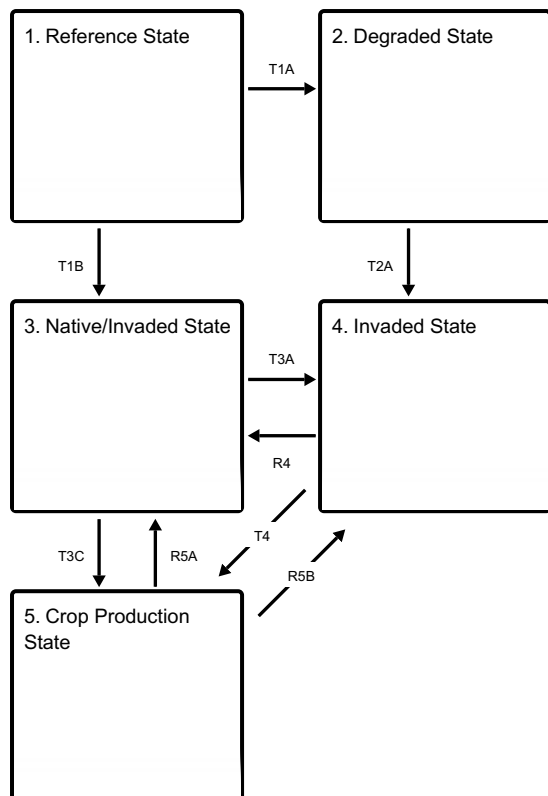 1. Reference State
2. Degraded State
T1A
T1B
T2A
3. Native/Invaded State
4. Invaded State
T3A
R4
T4
T3C
R5A
R5B
5. Crop Production
State